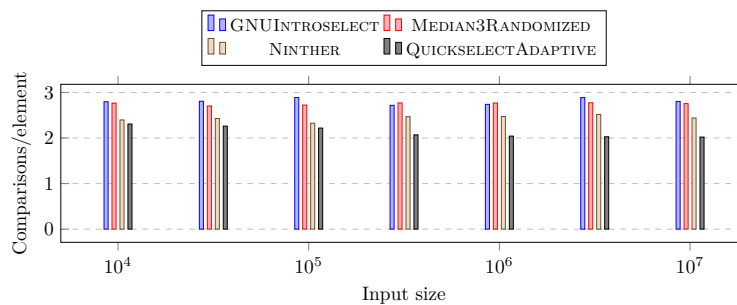 GNUIntroselect Median3Randomized
Ninther QuickselectAdaptive
Comparisons/element
3
2
1
0
10^4 10^5 10^6 10^7
Input size